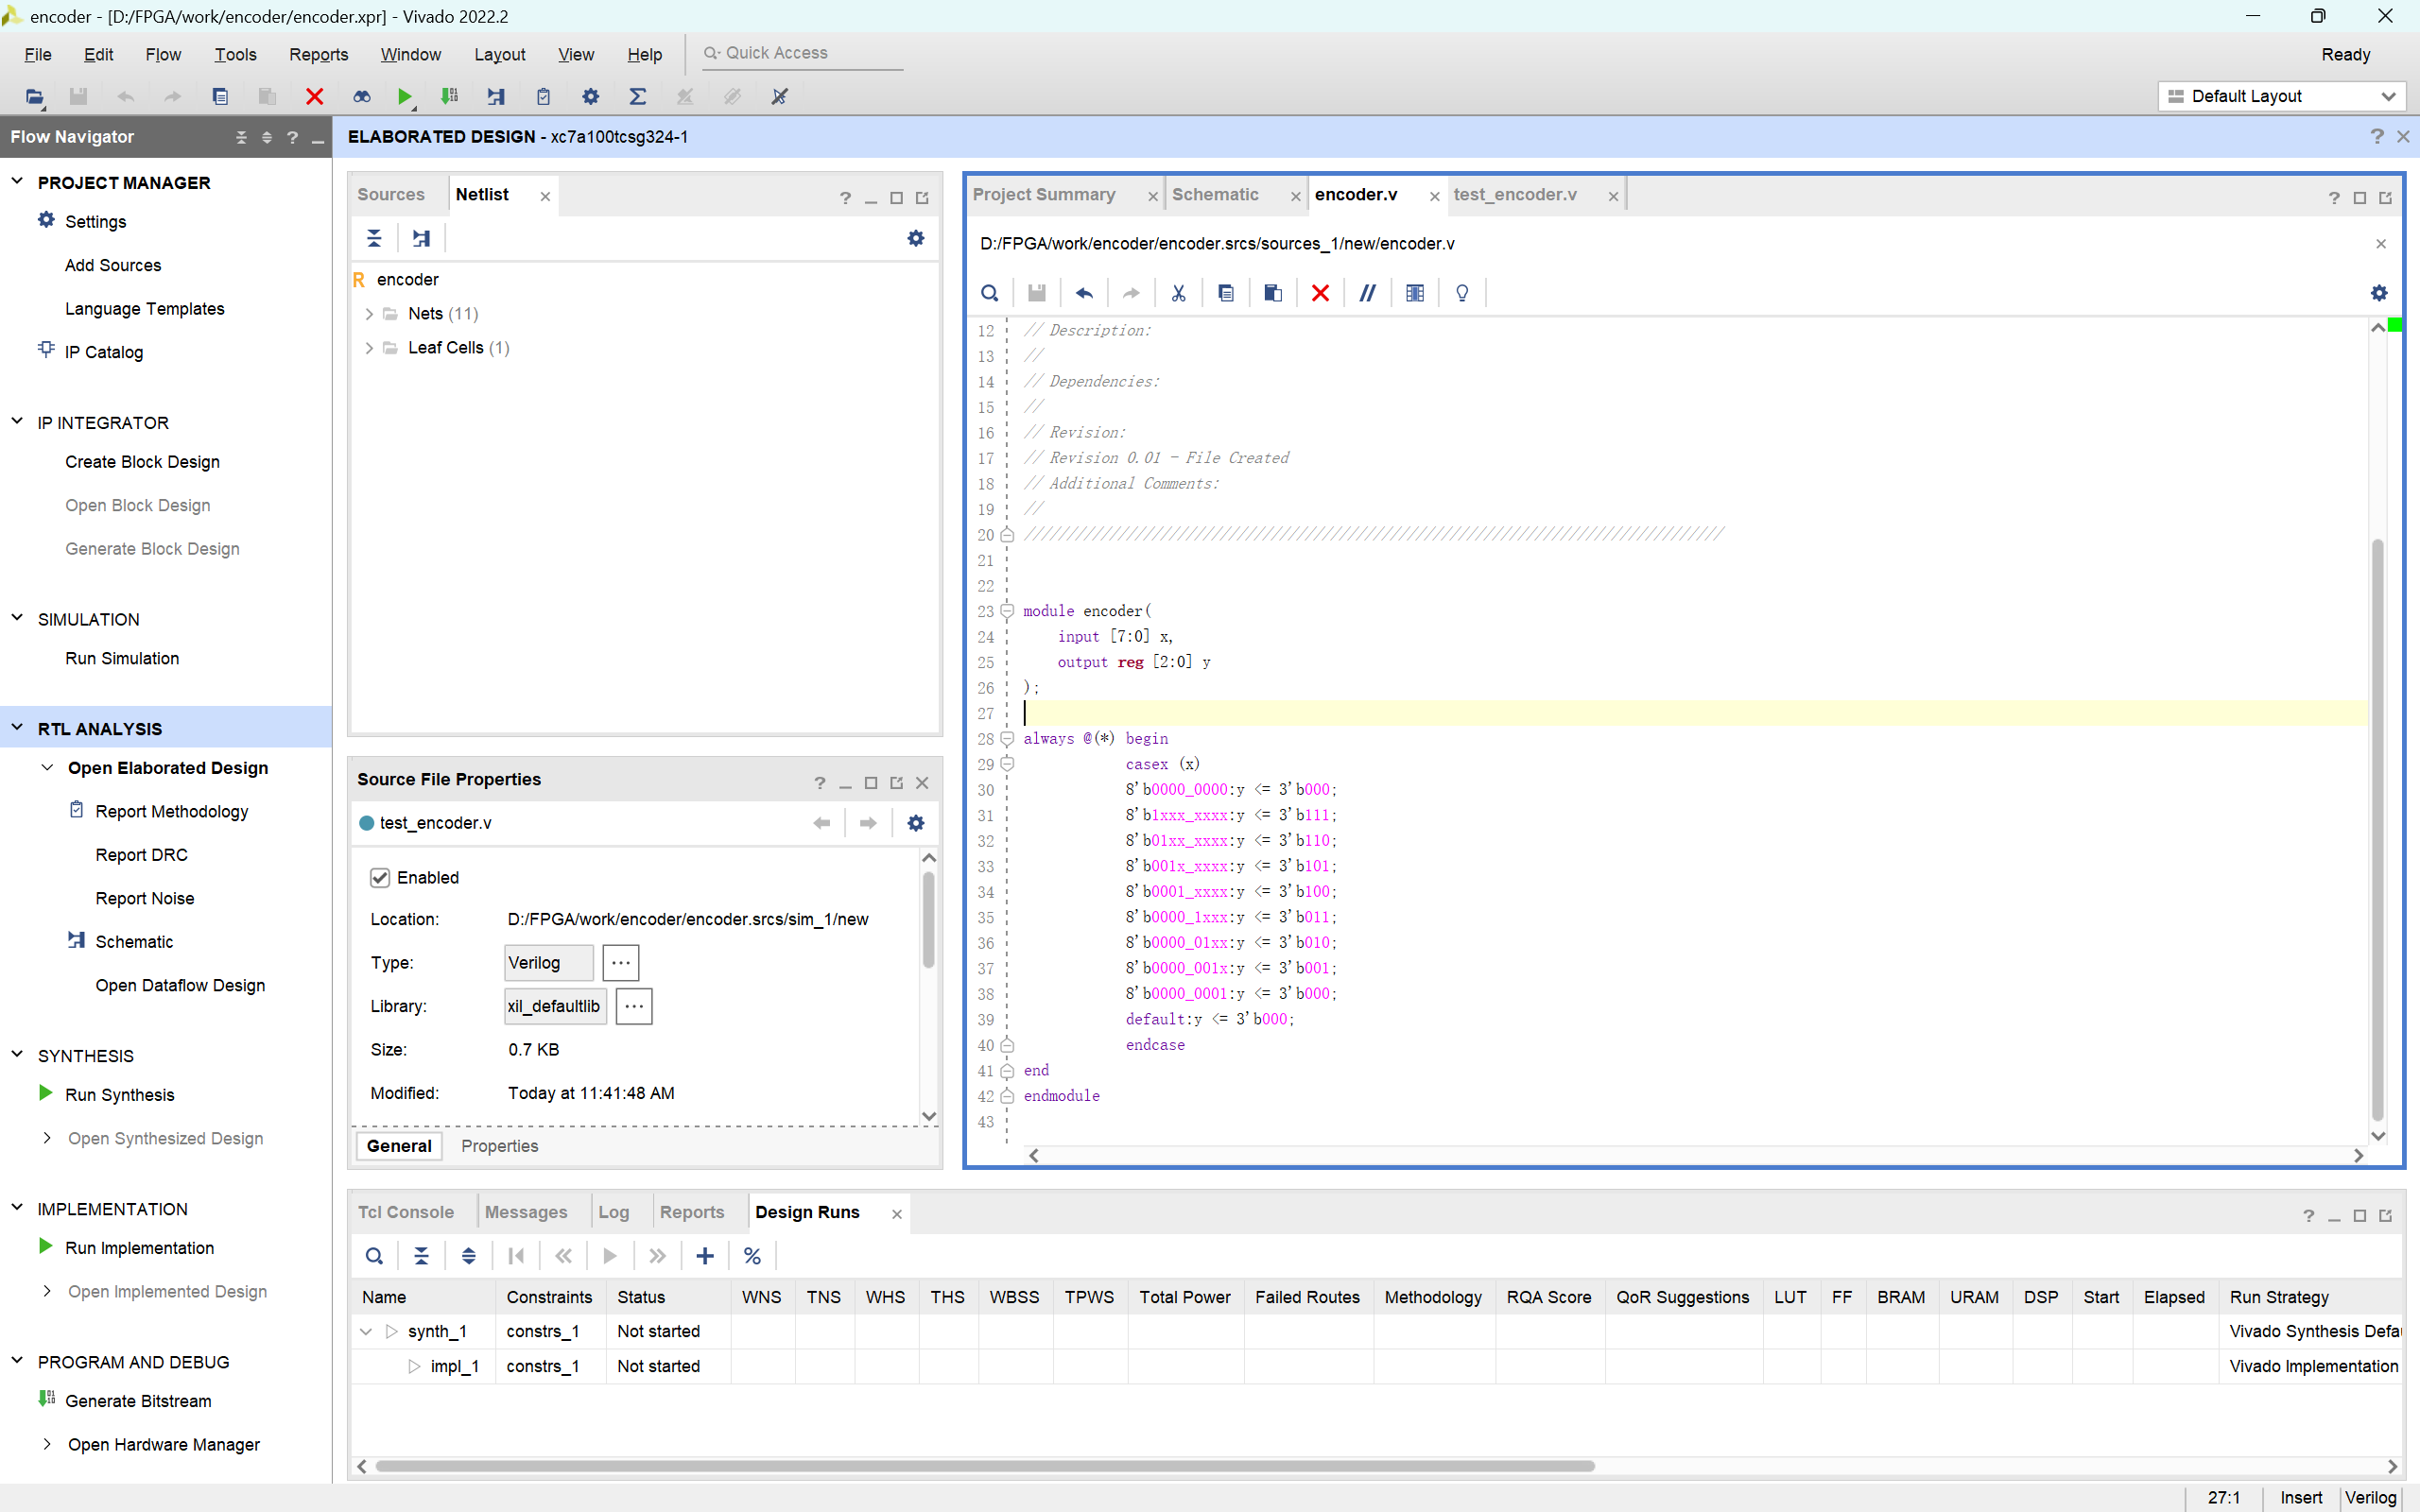 encoder - [D:/FPGA/work/encoder/encoder.xpr] - Vivado 2022.2
File Edit Flow Tools Reports Window Layout View Help Quick Access Ready
Default Layout
Flow Navigator
ELABORATED DESIGN - xc7a100tcsg324-1
PROJECT MANAGER
Settings
Add Sources
Language Templates
IP Catalog
IP INTEGRATOR
Create Block Design
Open Block Design
Generate Block Design
SIMULATION
Run Simulation
RTL ANALYSIS
Open Elaborated Design
Report Methodology
Report DRC
Report Noise
Schematic
Open Dataflow Design
SYNTHESIS
Run Synthesis
Open Synthesized Design
IMPLEMENTATION
Run Implementation
Open Implemented Design
PROGRAM AND DEBUG
Generate Bitstream
Open Hardware Manager
Sources Netlist
R encoder
Nets (11)
Leaf Cells (1)
Source File Properties
test_encoder.v
Enabled
Location: D:/FPGA/work/encoder/encoder.srcs/sim_1/new
Type: Verilog
Library: xil_defaultlib
Size: 0.7 KB
Modified: Today at 11:41:48 AM
General Properties
Project Summary Schematic encoder.v test_encoder.v
D:/FPGA/work/encoder/encoder.srcs/sources_1/new/encoder.v
12 // Description:
13 //
14 // Dependencies:
15 //
16 // Revision:
17 // Revision 0.01 - File Created
18 // Additional Comments:
19 //
20 //////////////////////////////////////////////////////////////////////////////////
21
22
23 module encoder(
24 input [7:0] x,
25 output reg [2:0] y
26 );
27
28 always @(*) begin
29 casex (x)
30 8'b0000_0000:y <= 3'b000;
31 8'b1xxx_xxxx:y <= 3'b111;
32 8'b01xx_xxxx:y <= 3'b110;
33 8'b001x_xxxx:y <= 3'b101;
34 8'b0001_xxxx:y <= 3'b100;
35 8'b0000_1xxx:y <= 3'b011;
36 8'b0000_01xx:y <= 3'b010;
37 8'b0000_001x:y <= 3'b001;
38 8'b0000_0001:y <= 3'b000;
39 default:y <= 3'b000;
40 endcase
41 end
42 endmodule
43
Tcl Console Messages Log Reports Design Runs
Name Constraints Status WNS TNS WHS THS WBSS TPWS Total Power Failed Routes Methodology RQA Score QoR Suggestions LUT FF BRAM URAM DSP Start Elapsed Run Strategy
synth_1 constrs_1 Not started Vivado Synthesis Defau
impl_1 constrs_1 Not started Vivado Implementation
27:1 Insert Verilog